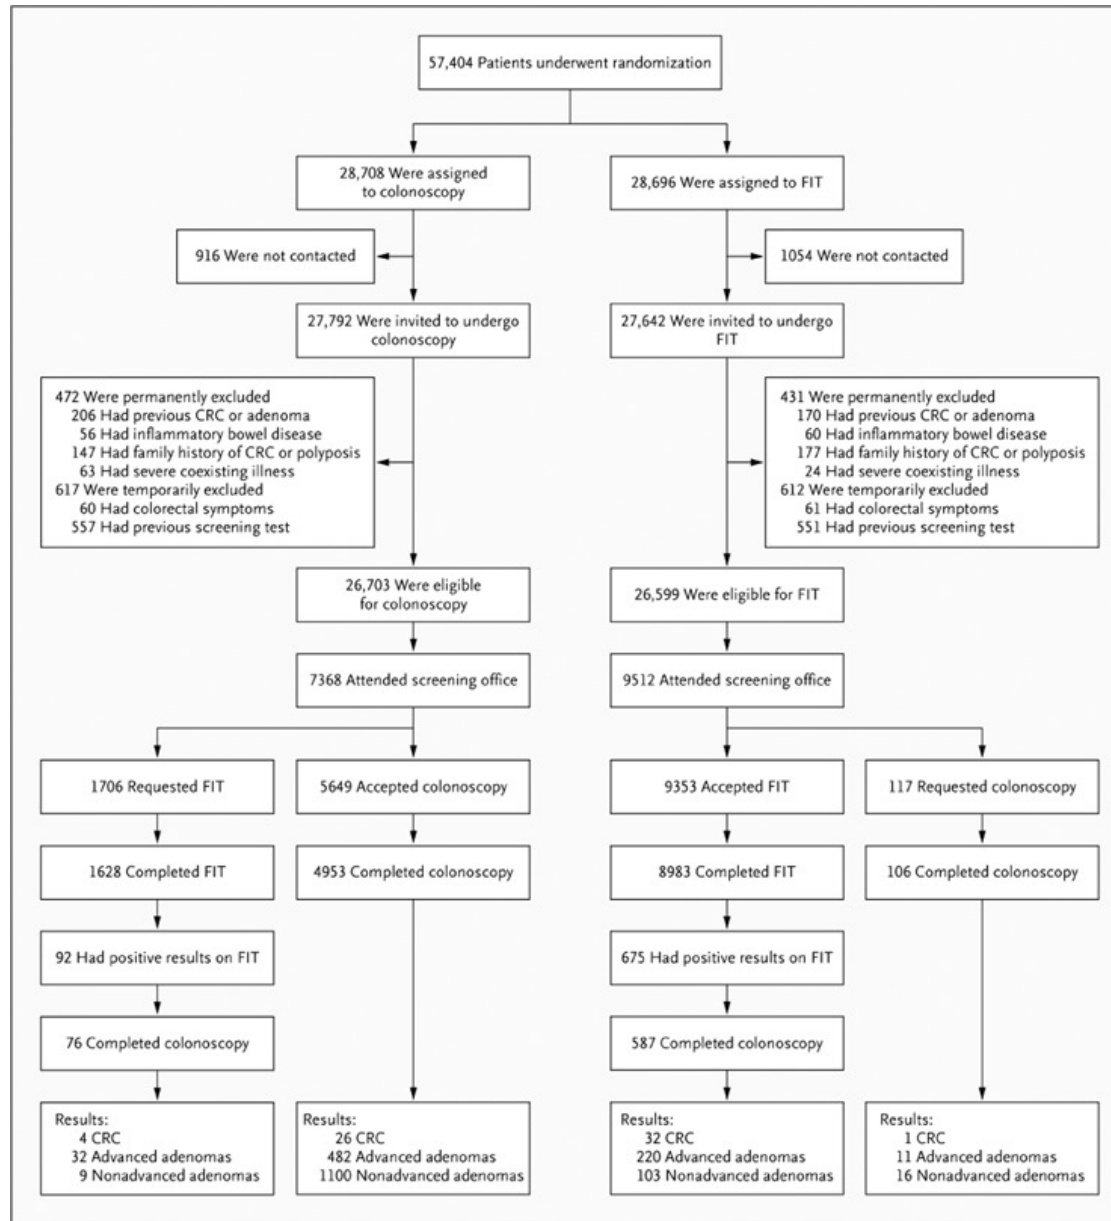 57,404 Patients underwent randomization
28,708 Were assigned
to colonoscopy
28,696 Were assigned to FIT
916 Were not contacted
1054 Were not contacted
27,792 Were invited to undergo
colonoscopy
27,642 Were invited to undergo
FIT
472 Were permanently excluded
206 Had previous CRC or adenoma
56 Had inflammatory bowel disease
147 Had family history of CRC or polyposis
63 Had severe coexisting illness
617 Were temporarily excluded
60 Had colorectal symptoms
557 Had previous screening test
431 Were permanently excluded
170 Had previous CRC or adenoma
60 Had inflammatory bowel disease
177 Had family history of CRC or polyposis
24 Had severe coexisting illness
612 Were temporarily excluded
61 Had colorectal symptoms
551 Had previous screening test
26,703 Were eligible
for colonoscopy
26,599 Were eligible for FIT
7368 Attended screening office
9512 Attended screening office
1706 Requested FIT
5649 Accepted colonoscopy
9353 Accepted FIT
117 Requested colonoscopy
1628 Completed FIT
4953 Completed colonoscopy
8983 Completed FIT
106 Completed colonoscopy
92 Had positive results on FIT
675 Had positive results on FIT
76 Completed colonoscopy
587 Completed colonoscopy
Results:
4 CRC
32 Advanced adenomas
9 Nonadvanced adenomas
Results:
26 CRC
482 Advanced adenomas
1100 Nonadvanced adenomas
Results:
32 CRC
220 Advanced adenomas
103 Nonadvanced adenomas
Results:
1 CRC
11 Advanced adenomas
16 Nonadvanced adenomas